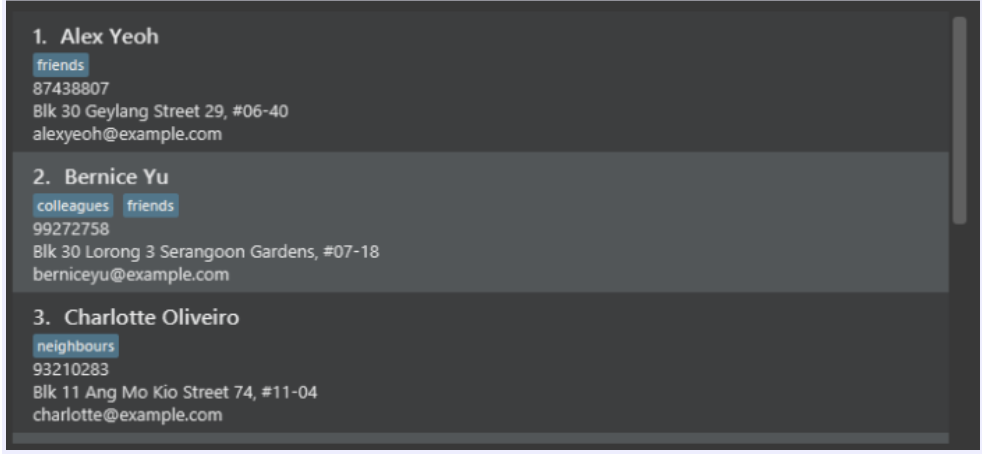 1. Alex Yeoh
friends
87438807
Blk 30 Geylang Street 29, #06-40
alexyeoh@example.com
2. Bernice Yu
colleagues friends
99272758
Blk 30 Lorong 3 Serangoon Gardens, #07-18
berniceyu@example.com
3. Charlotte Oliveiro
neighbours
93210283
Blk 11 Ang Mo Kio Street 74, #11-04
charlotte@example.com